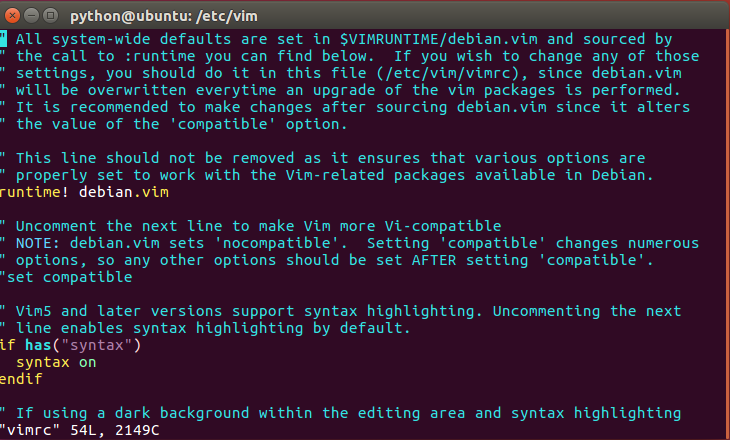 python@ubuntu: /etc/vim
" All system-wide defaults are set in $VIMRUNTIME/debian.vim and sourced by
" the call to :runtime you can find below.  If you wish to change any of those
" settings, you should do it in this file (/etc/vim/vimrc), since debian.vim
" will be overwritten everytime an upgrade of the vim packages is performed.
" It is recommended to make changes after sourcing debian.vim since it alters
" the value of the 'compatible' option.

" This line should not be removed as it ensures that various options are
" properly set to work with the Vim-related packages available in Debian.
runtime! debian.vim

" Uncomment the next line to make Vim more Vi-compatible
" NOTE: debian.vim sets 'nocompatible'.  Setting 'compatible' changes numerous
" options, so any other options should be set AFTER setting 'compatible'.
"set compatible

" Vim5 and later versions support syntax highlighting. Uncommenting the next
" line enables syntax highlighting by default.
if has("syntax")
  syntax on
endif

" If using a dark background within the editing area and syntax highlighting
"vimrc" 54L, 2149C